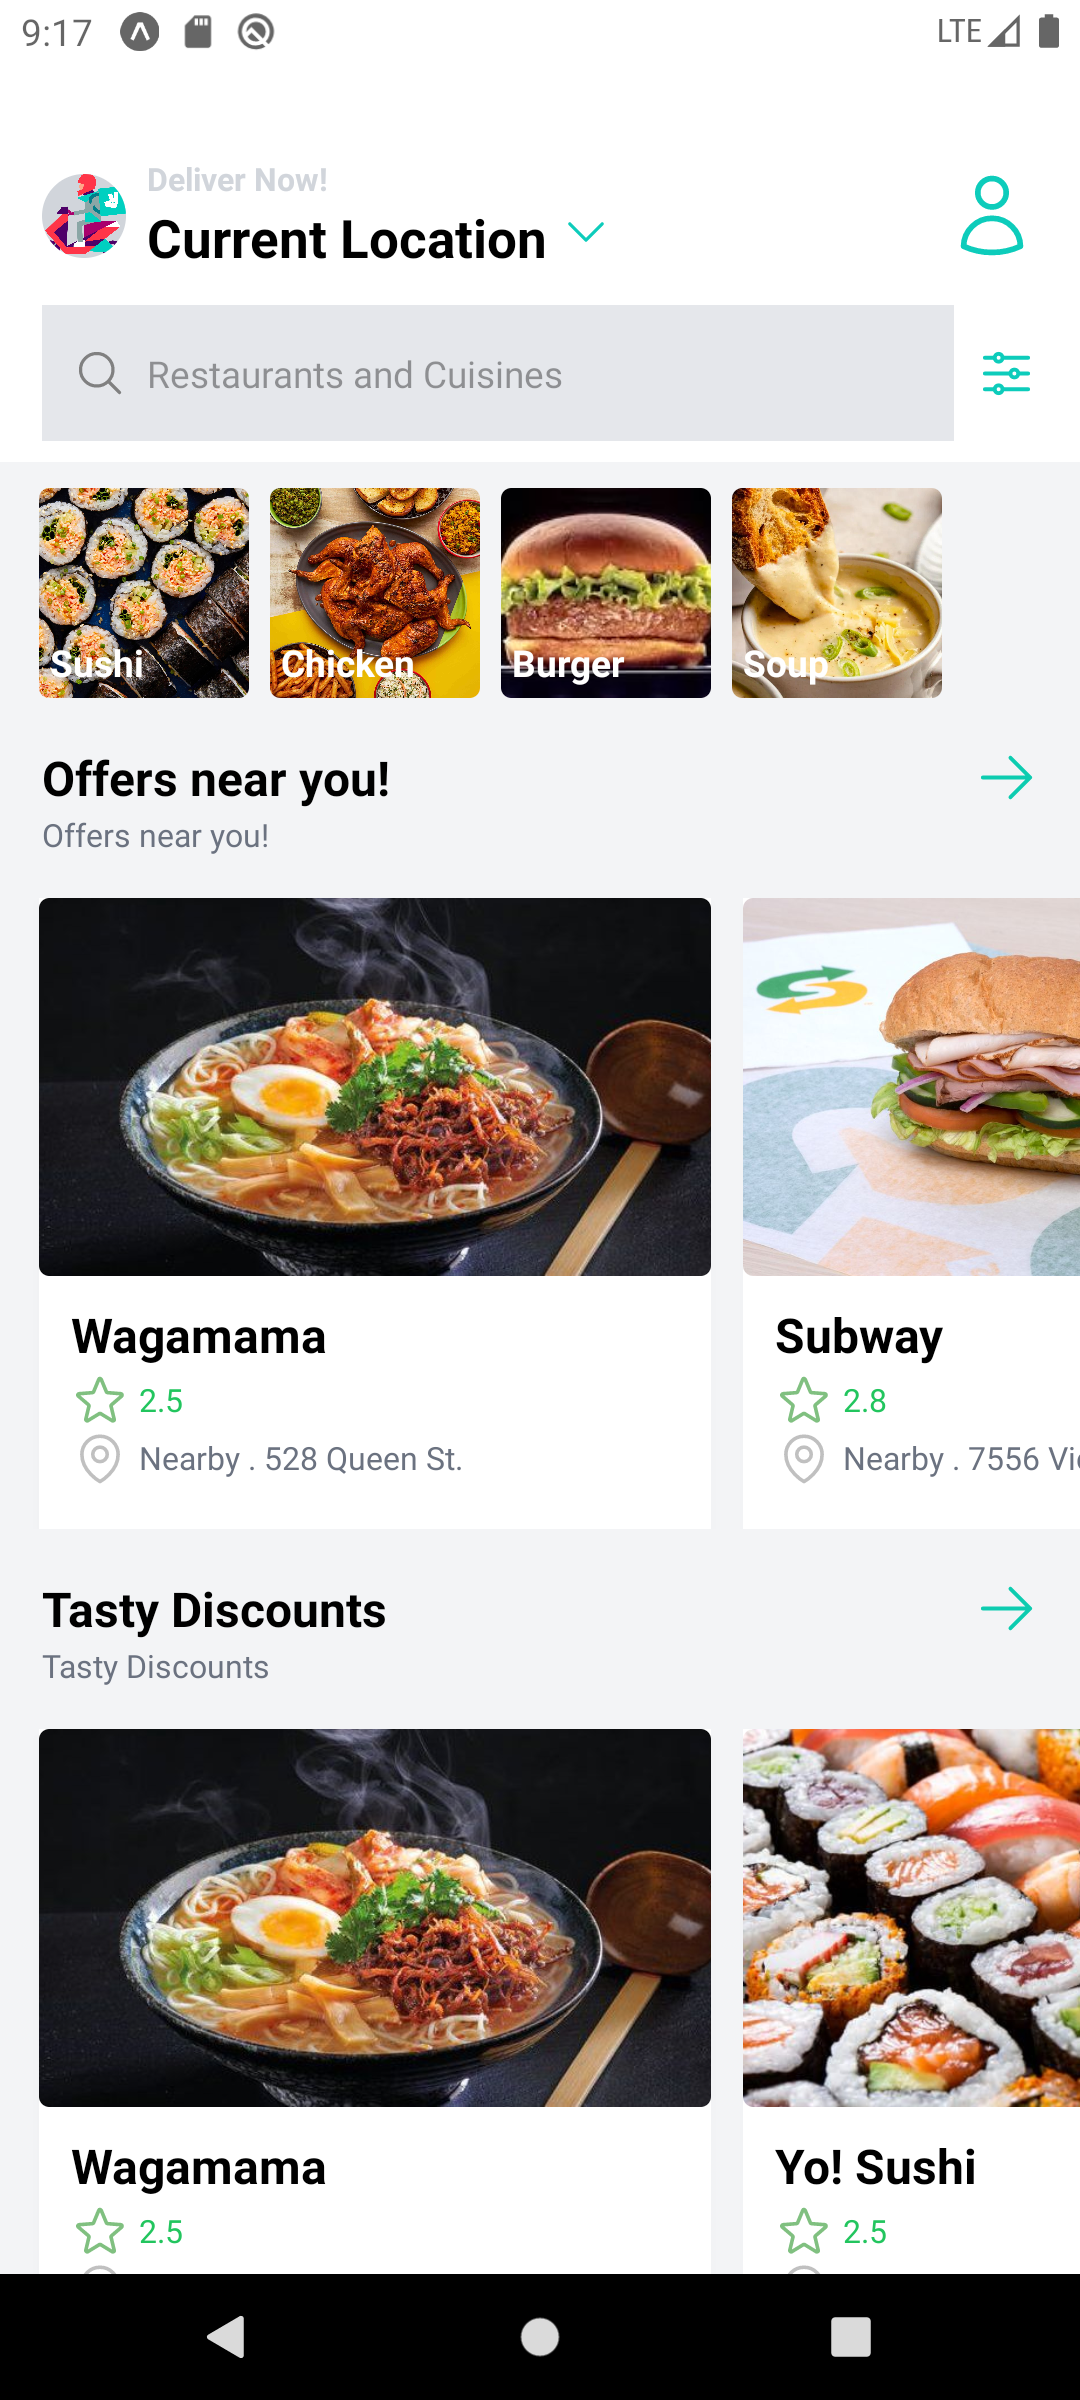 9:17
LTE
Deliver Now!
Current Location
Restaurants and Cuisines
Sushi
Chicken
Burger
Soup
Offers near you!
Offers near you!
Wagamama
2.5
Nearby . 528 Queen St.
Subway
2.8
Nearby . 7556 Vi
Tasty Discounts
Tasty Discounts
Wagamama
2.5
Yo! Sushi
2.5